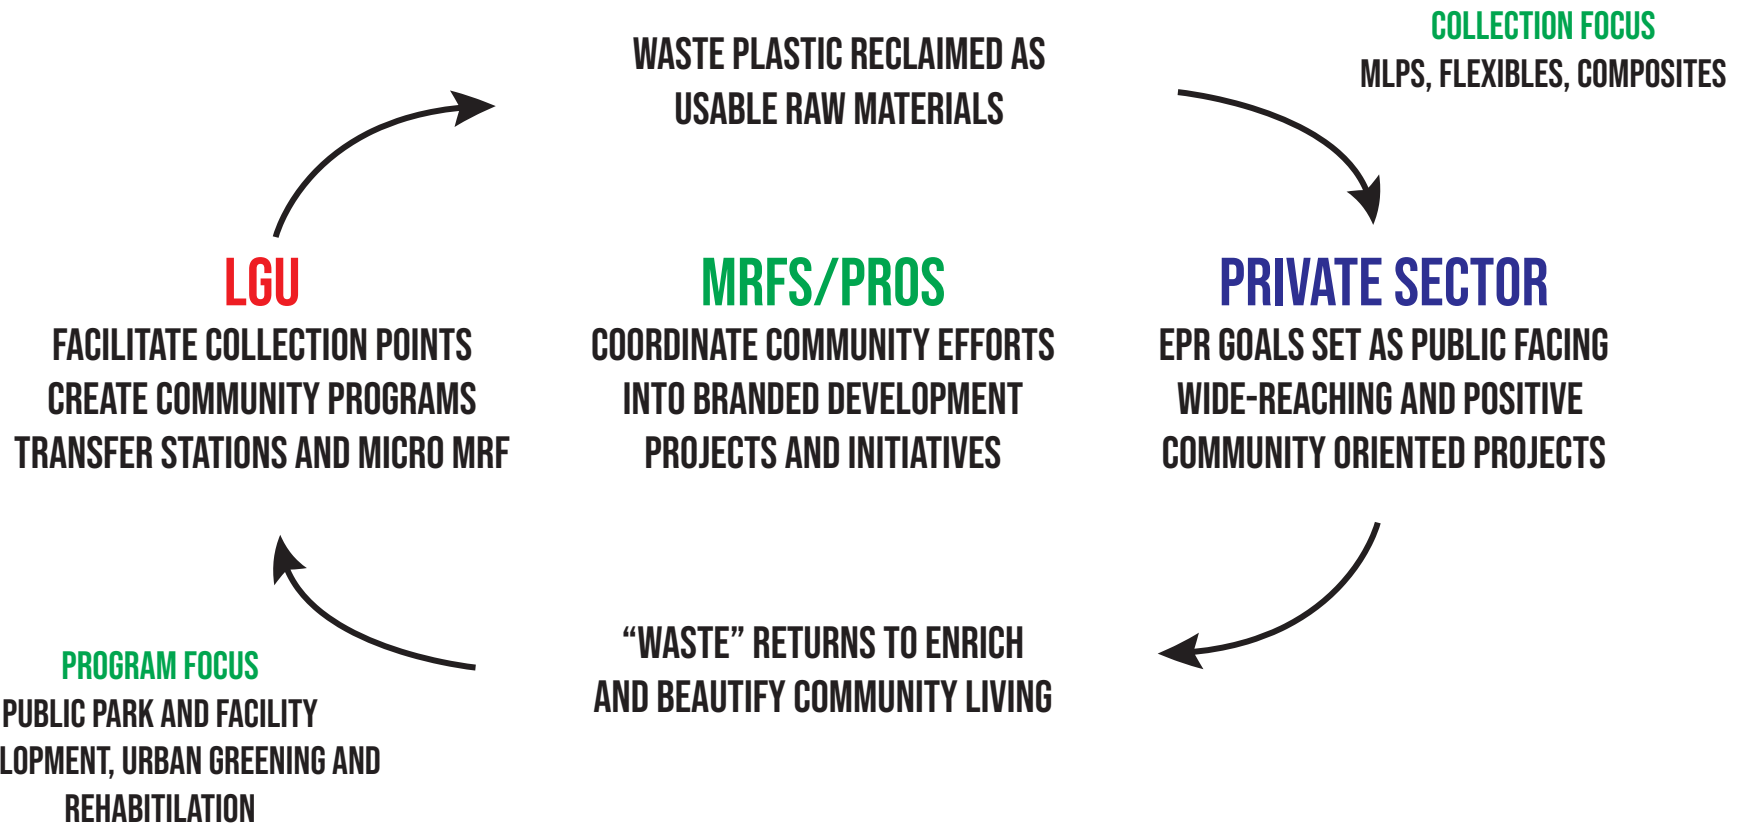 COLLECTION FOCUS
MLPS, FLEXIBLES, COMPOSITES
WASTE PLASTIC RECLAIMED AS
USABLE RAW MATERIALS
LGU
FACILITATE COLLECTION POINTS
CREATE COMMUNITY PROGRAMS
TRANSFER STATIONS AND MICRO MRF
MRFS/PROS
COORDINATE COMMUNITY EFFORTS
INTO BRANDED DEVELOPMENT
PROJECTS AND INITIATIVES
PRIVATE SECTOR
EPR GOALS SET AS PUBLIC FACING
WIDE-REACHING AND POSITIVE
COMMUNITY ORIENTED PROJECTS
“WASTE” RETURNS TO ENRICH
AND BEAUTIFY COMMUNITY LIVING
PROGRAM FOCUS
PUBLIC PARK AND FACILITY
LOPMENT, URBAN GREENING AND
REHABITILATION